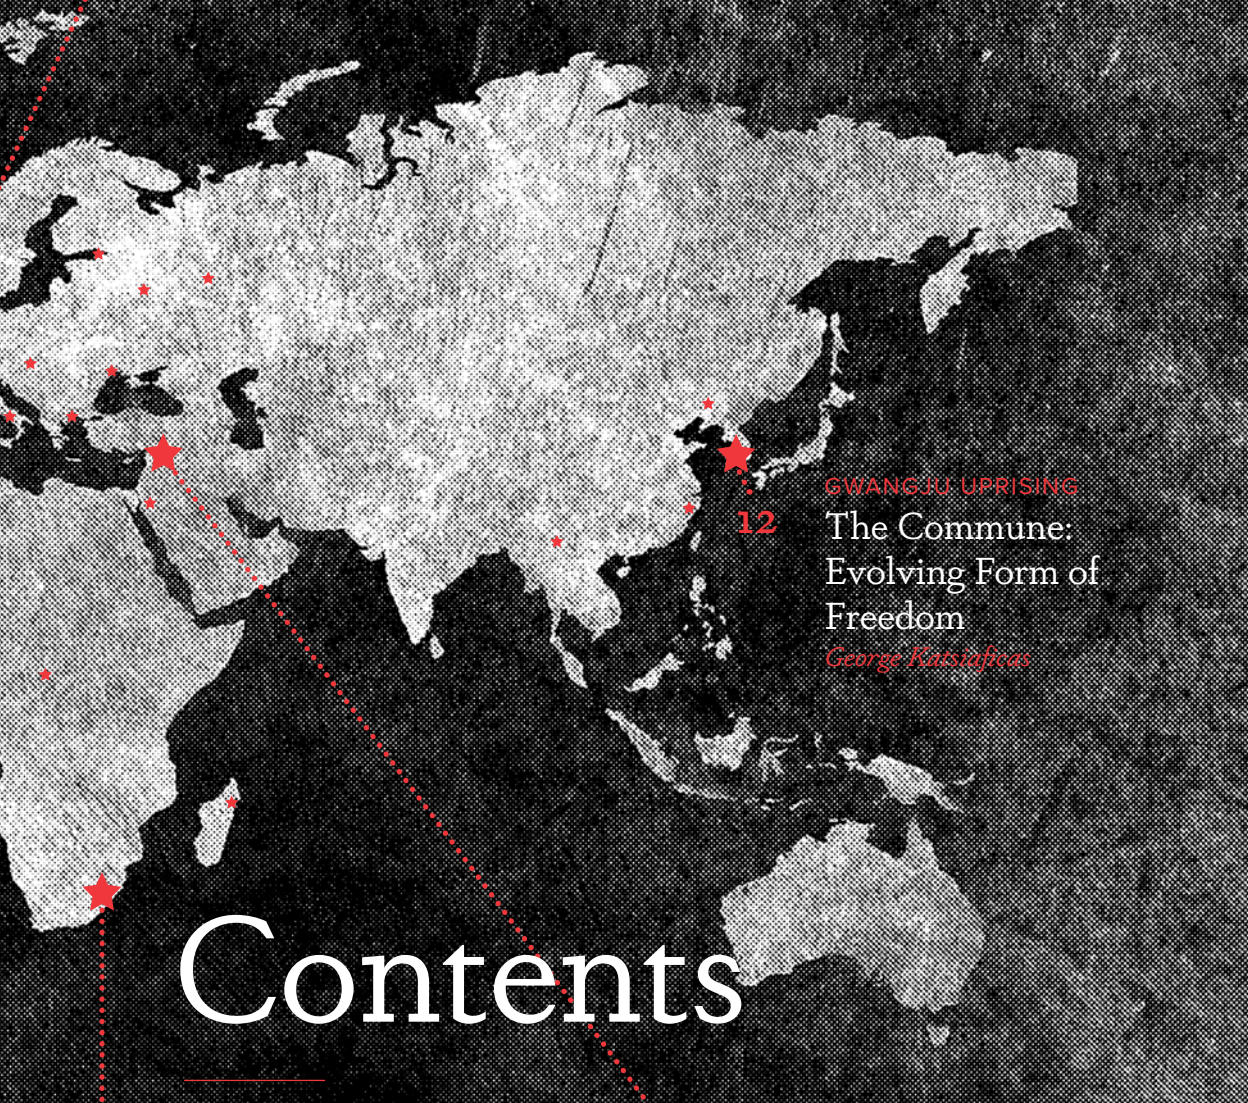 GWANGJU UPRISING
12
The Commune:
Evolving Form of
Freedom
George Katsiaficas
Contents